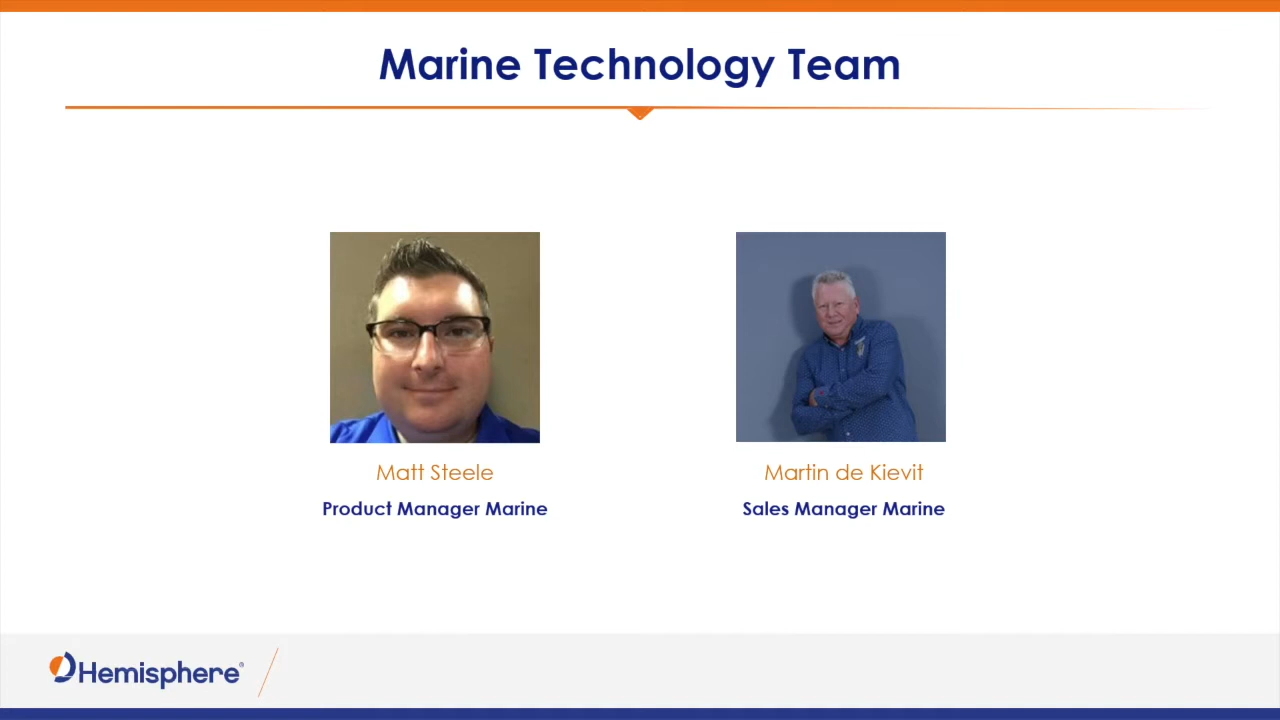 Marine Technology Team
Matt Steele
Martin de Kievit
Product Manager Marine
Sales Manager Marine
Hemisphere®